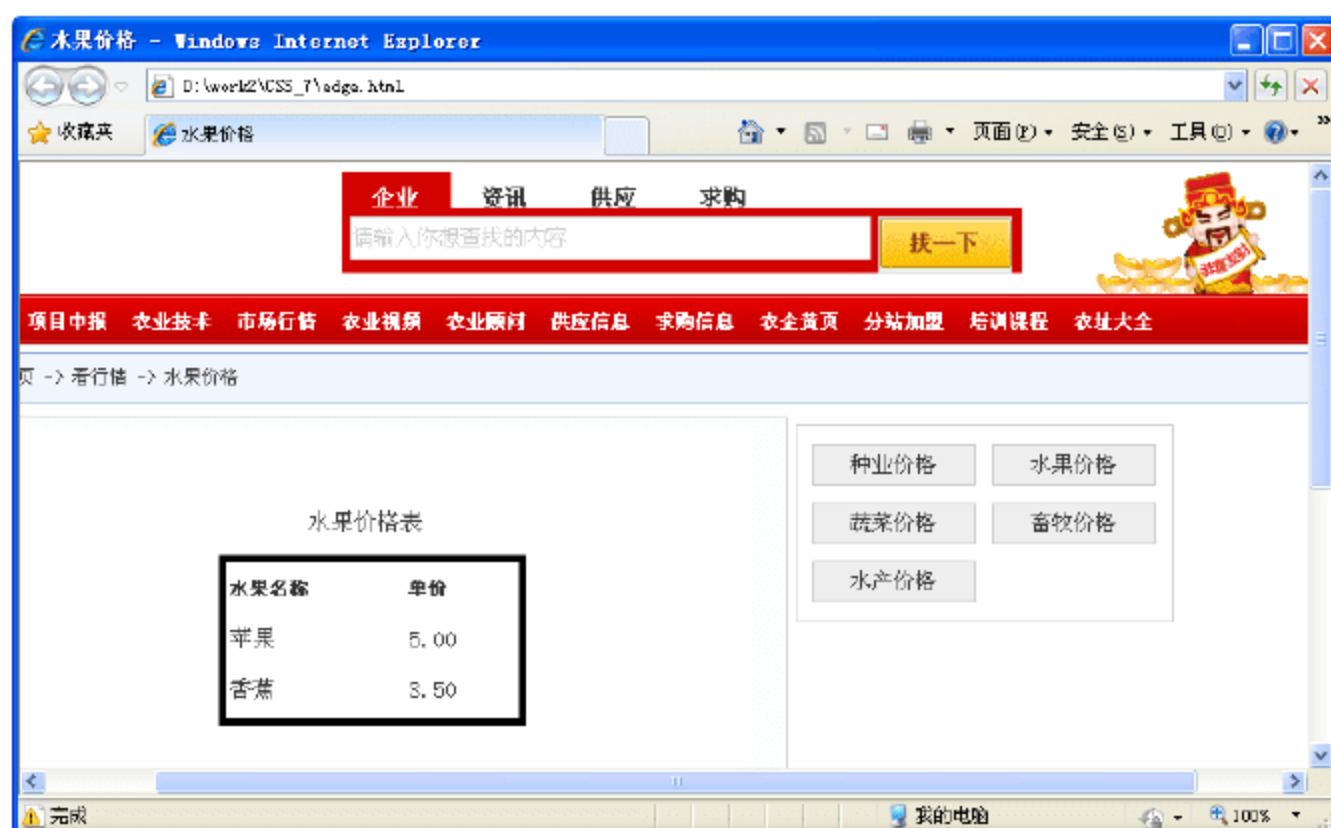 水果价格 - Windows Internet Explorer
D:\work2\CSS_7\edge.html
收藏夹 水果价格 页面(P) 安全(S) 工具(O) »
企业 资讯 供应 求购
请输入你想查找的内容 找一下
项目申报 农业技术 市场行情 农业视频 农业顾问 供应信息 求购信息 农企黄页 分站加盟 培训课程 农址大全
页 -> 看行情 -> 水果价格
种业价格 水果价格
水果价格表
蔬菜价格 畜牧价格
水产价格
水果名称 单价
苹果 5.00
香蕉 3.50
完成 我的电脑 100%